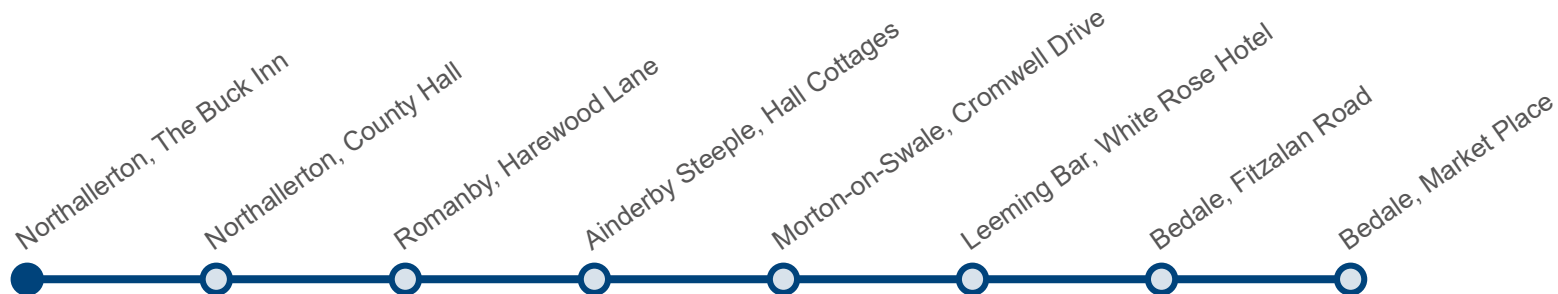 Northallerton, The Buck Inn
Northallerton, County Hall
Romanby, Harewood Lane
Ainderby Steeple, Hall Cottages
Morton-on-Swale, Cromwell Drive
Leeming Bar, White Rose Hotel
Bedale, Fitzalan Road
Bedale, Market Place